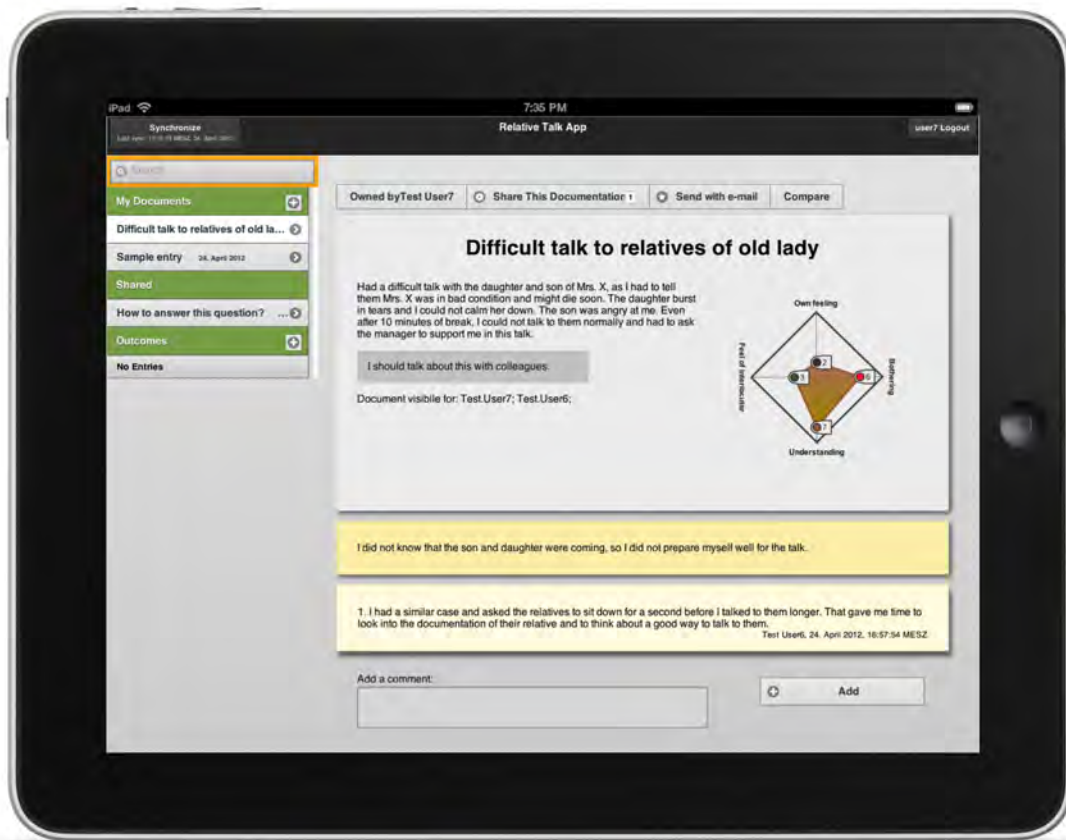 iPad
7:35 PM
Synchronize
Relative Talk App
user7 Logout
Search
My Documents
Difficult talk to relatives of old la...
Sample entry 24. April 2012
Shared
How to answer this question? ...
Outcomes
No Entries
Owned byTest User7
Share This Documentation 1
Send with e-mail
Compare
Difficult talk to relatives of old lady
Had a difficult talk with the daughter and son of Mrs. X, as I had to tell
them Mrs. X was in bad condition and might die soon. The daughter burst
in tears and I could not calm her down. The son was angry at me. Even
after 10 minutes of break, I could not talk to them normally and had to ask
the manager to support me in this talk.
I should talk about this with colleagues.
Document visibile for: Test.User7; Test.User6;
Own feeling
Feel of interlocutor
Bothering
Understanding
2
3
6
7
I did not know that the son and daughter were coming, so I did not prepare myself well for the talk.
1. I had a similar case and asked the relatives to sit down for a second before I talked to them longer. That gave me time to
look into the documentation of their relative and to think about a good way to talk to them.
Test User6, 24. April 2012, 16:57:54 MESZ
Add a comment:
Add